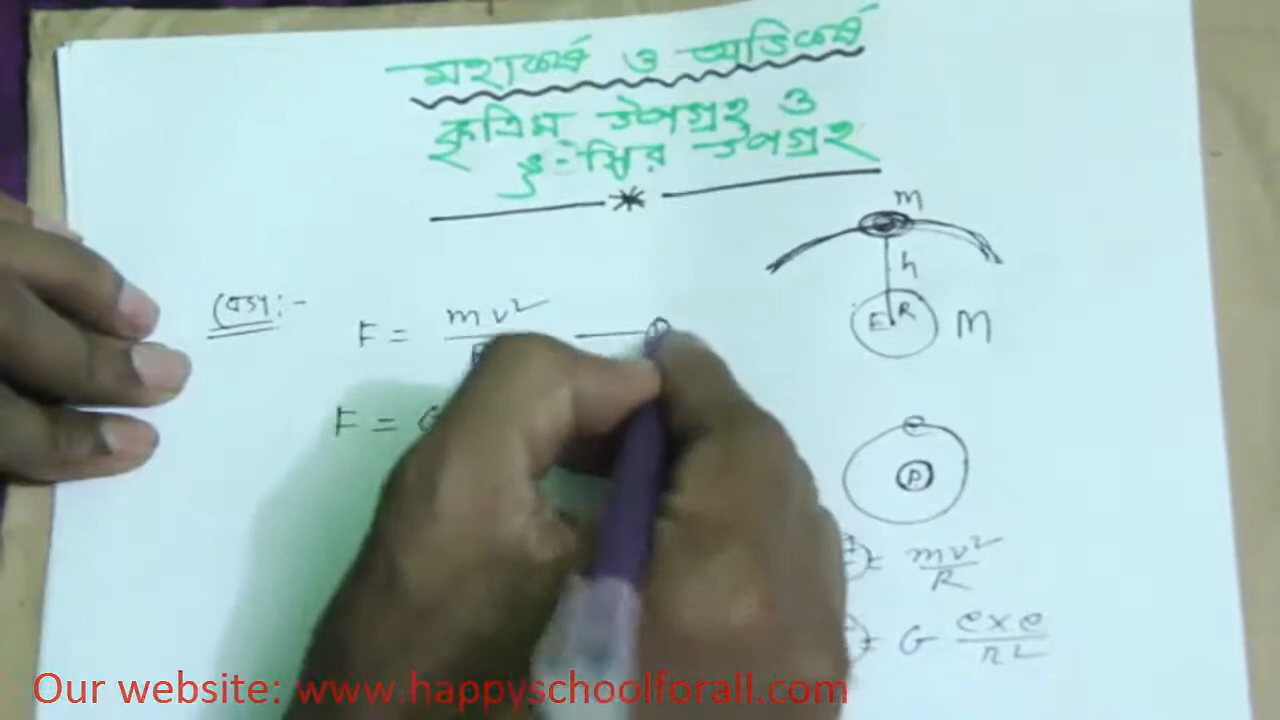 মহাকর্ষ ও অভিকর্ষ
কৃত্রিম উপগ্রহ ও
ভূ-স্থির উপগ্রহ
m
h
E R
M
বেগ:-
F = mv²
F = G
e
P
= mv²/R
= G e×e/r²
Our website: www.happyschoolforall.com